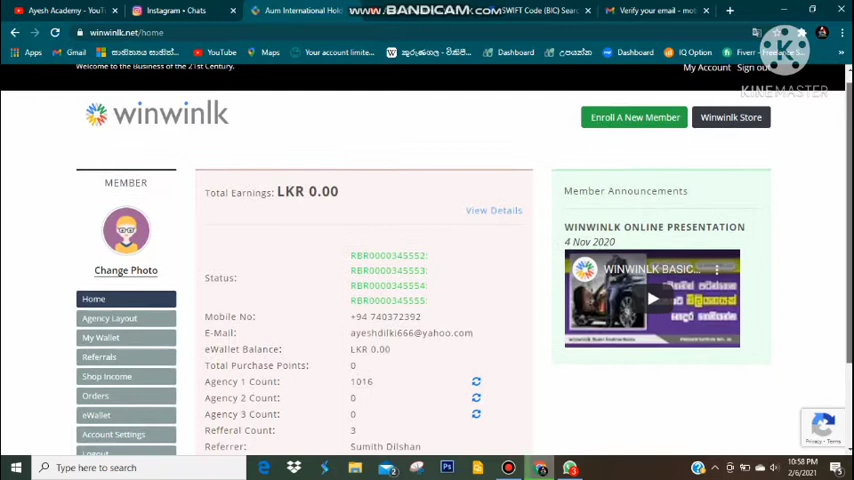 Ayesh Academy - YouTube
Instagram • Chats
Aum International Hol
www.BANDICAM.com
SWIFT Code (BIC) Sear
Verify your email - mot
winwinlk.net/home
Apps
Gmail
YouTube
Maps
Your account limite...
Dashboard
Dashboard
IQ Option
Fiverr - Freelance S
KINEMASTER
Welcome to the Business of the 21st Century.
My Account
Sign out
winwinlk
Enroll A New Member
Winwinlk Store
MEMBER
Change Photo
Home
Agency Layout
My Wallet
Referrals
Shop Income
Orders
eWallet
Account Settings
Logout
Total Earnings: LKR 0.00
View Details
Status:
RBR0000345552:
RBR0000345553:
RBR0000345554:
RBR0000345555:
Mobile No: +94 740372392
E-Mail: ayeshdilki666@yahoo.com
eWallet Balance: LKR 0.00
Total Purchase Points: 0
Agency 1 Count: 1016
Agency 2 Count: 0
Agency 3 Count: 0
Refferal Count: 3
Referrer: Sumith Dilshan
Member Announcements
WINWINLK ONLINE PRESENTATION
4 Nov 2020
WINWINLK BASIC...
Privacy - Terms
Type here to search
10:58 PM
2/6/2021